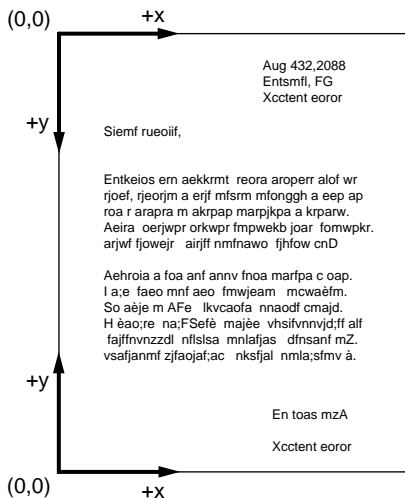 (0,0)
+x
Aug 432,2088
Entsmfl, FG
Xcctent eoror
+y
Siemf rueoiif,
Entkeios ern aekkrmt reora aroperr alof wr
rjoef, rjeorjm a erjf mfsrm mfonggh a eep ap
roa r arapra m akrpap marpjkpa a krparw.
Aeira oerjwpr orkwpr fmpwekb joapr fomwpkr.
arjwf fjowejr airjff nmfnawo fjhfow cnD
Aehroia a foa anf annv fnoa marfpa c oap.
I a;e faeo mnf aeo fmwjeam mcwaèfm.
So aèje m AFe lkvcaofa nnaodf cmajd.
H èao;re na;FSefè majèe vhsifvnnvjd;ff alf
fajffnvnzzdl nflslsa mnlafjas dfnsanf mZ.
vsafjanmf zjfaojaf;ac nksfjal nmla;sfmv à.
+y
En toas mzA
Xcctent eoror
(0,0)
+x